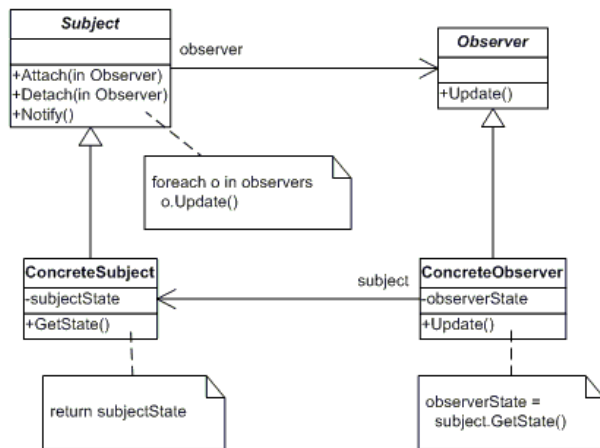 Subject
+Attach(in Observer)
+Detach(in Observer)
+Notify()
observer
Observer
+Update()
foreach o in observers
o.Update()
ConcreteSubject
-subjectState
+GetState()
subject
ConcreteObserver
-observerState
+Update()
return subjectState
observerState =
subject.GetState()